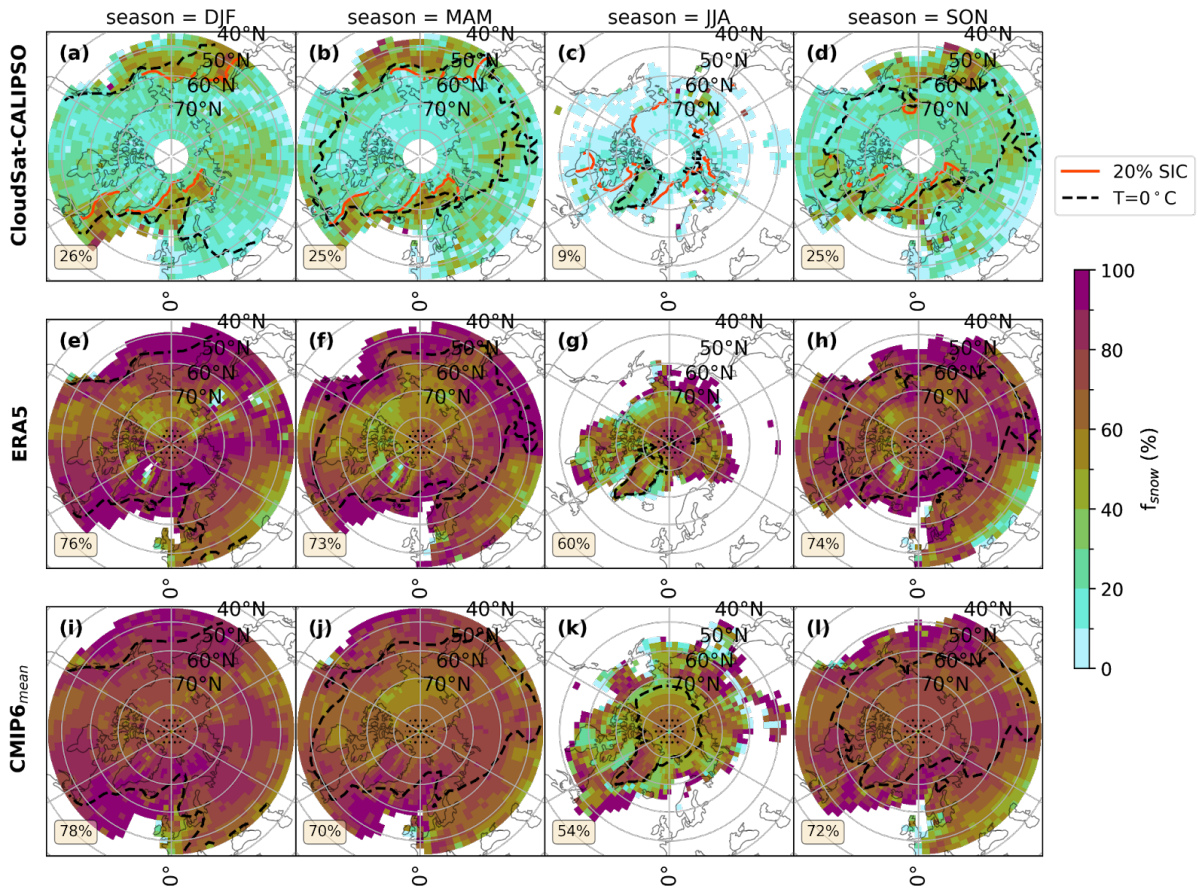 season = DJF
season = MAM
season = JJA
season = SON
CloudSat-CALIPSO
(a)
40°N
50°N
60°N
70°N
26%
(b)
40°N
50°N
60°N
70°N
25%
(c)
40°N
50°N
60°N
70°N
9%
(d)
40°N
50°N
60°N
70°N
25%
0°
0°
0°
0°
20% SIC
T=0°C
ERA5
(e)
40°N
50°N
60°N
70°N
76%
(f)
40°N
50°N
60°N
70°N
73%
(g)
40°N
50°N
60°N
70°N
60%
(h)
40°N
50°N
60°N
70°N
74%
0°
0°
0°
0°
100
80
60
40
20
0
f_snow (%)
CMIP6_mean
(i)
40°N
50°N
60°N
70°N
78%
(j)
40°N
50°N
60°N
70°N
70%
(k)
40°N
50°N
60°N
70°N
54%
(l)
40°N
50°N
60°N
70°N
72%
0°
0°
0°
0°